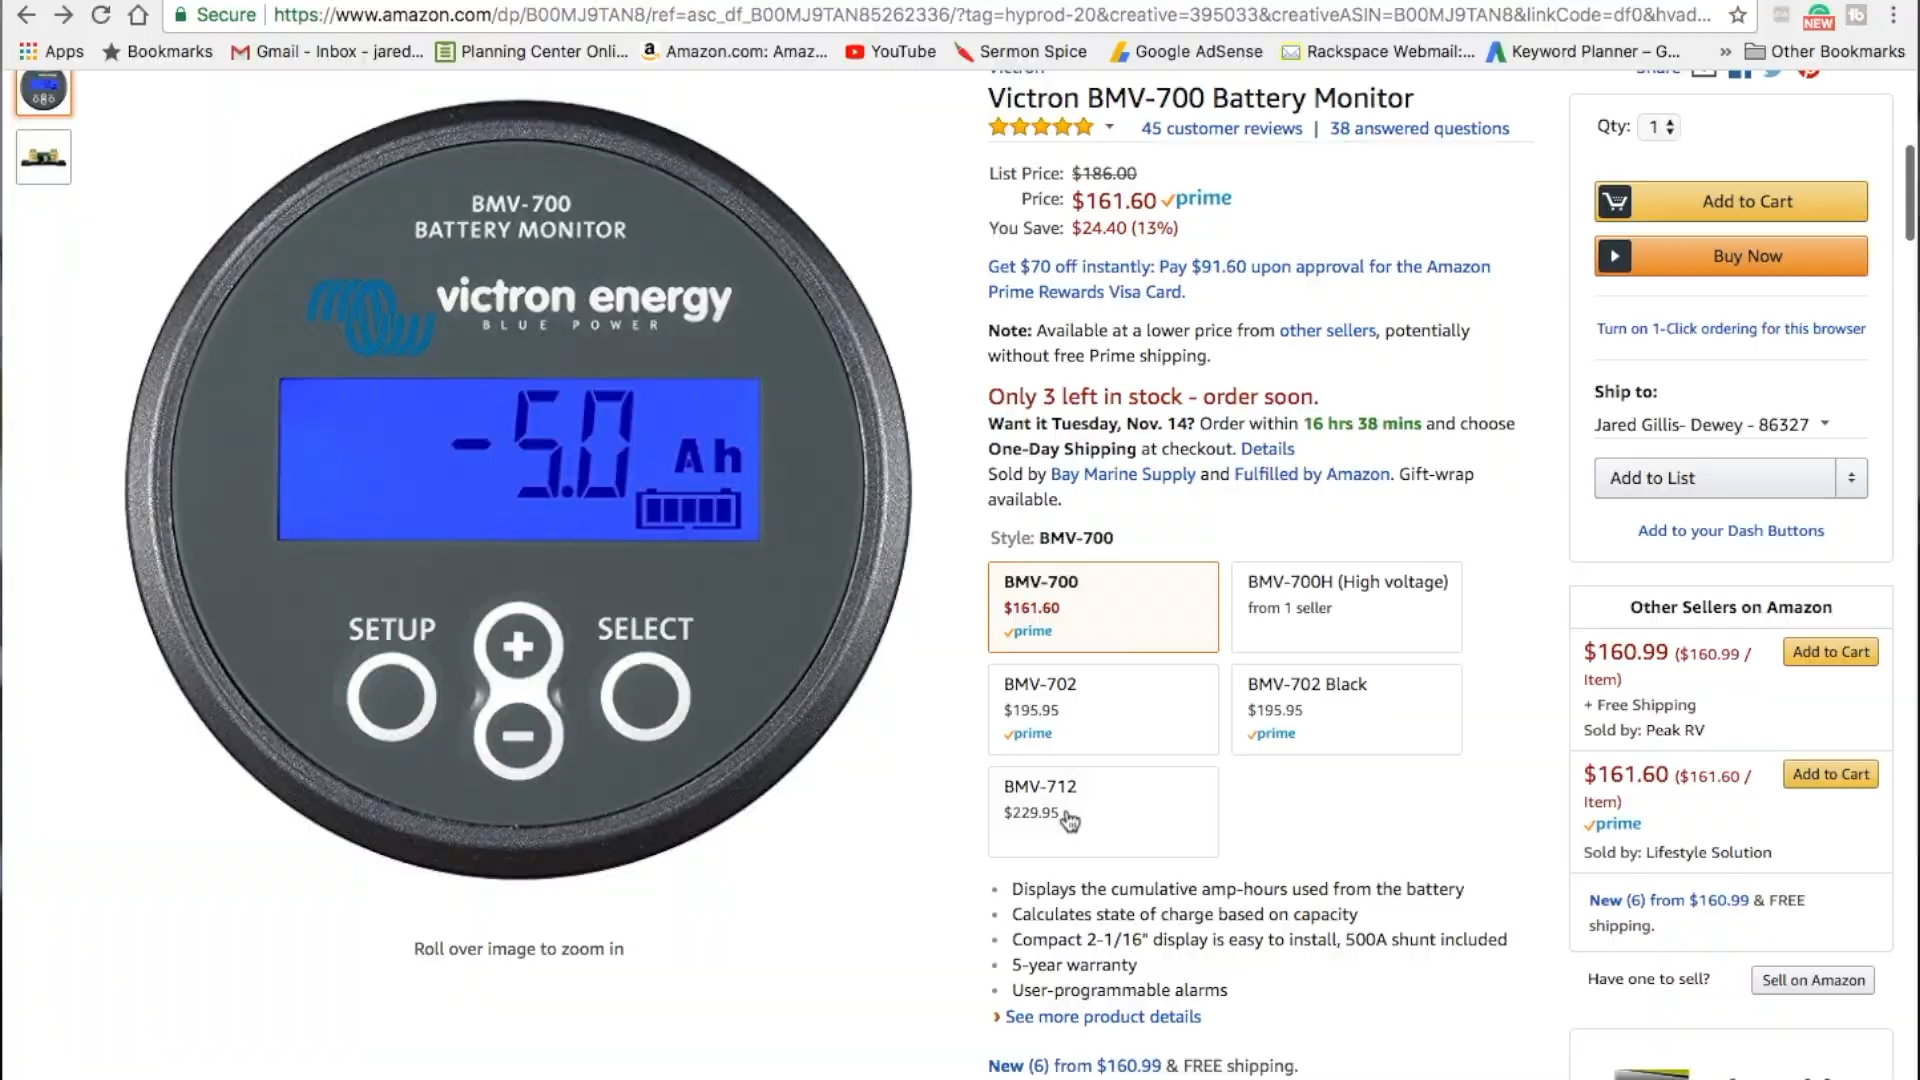 Secure
https://www.amazon.com/dp/B00MJ9TAN8/ref=asc_df_B00MJ9TAN85262336/?tag=hyprod-20&creative=395033&creativeASIN=B00MJ9TAN8&linkCode=df0&hvad...
NEW
Apps
Bookmarks
Gmail - Inbox - jared...
Planning Center Onli...
Amazon.com: Amaz...
YouTube
Sermon Spice
Google AdSense
Rackspace Webmail:...
Keyword Planner – G...
»
Other Bookmarks
BMV-700
BATTERY MONITOR
victron energy
BLUE POWER
-5.0 Ah
SETUP
+
SELECT
-
Roll over image to zoom in
Victron
Victron BMV-700 Battery Monitor
45 customer reviews | 38 answered questions
List Price: $186.00
Price: $161.60 prime
You Save: $24.40 (13%)
Get $70 off instantly: Pay $91.60 upon approval for the Amazon
Prime Rewards Visa Card.
Note: Available at a lower price from other sellers, potentially
without free Prime shipping.
Only 3 left in stock - order soon.
Want it Tuesday, Nov. 14? Order within 16 hrs 38 mins and choose
One-Day Shipping at checkout. Details
Sold by Bay Marine Supply and Fulfilled by Amazon. Gift-wrap
available.
Style: BMV-700
BMV-700
$161.60
prime
BMV-700H (High voltage)
from 1 seller
BMV-702
$195.95
prime
BMV-702 Black
$195.95
prime
BMV-712
$229.95
• Displays the cumulative amp-hours used from the battery
• Calculates state of charge based on capacity
• Compact 2-1/16" display is easy to install, 500A shunt included
• 5-year warranty
• User-programmable alarms
› See more product details
New (6) from $160.99 & FREE shipping.
Share
Qty: 1
Add to Cart
Buy Now
Turn on 1-Click ordering for this browser
Ship to:
Jared Gillis- Dewey - 86327
Add to List
Add to your Dash Buttons
Other Sellers on Amazon
$160.99 ($160.99 /
Item)
Add to Cart
+ Free Shipping
Sold by: Peak RV
$161.60 ($161.60 /
Item)
Add to Cart
prime
Sold by: Lifestyle Solution
New (6) from $160.99 & FREE
shipping.
Have one to sell?
Sell on Amazon